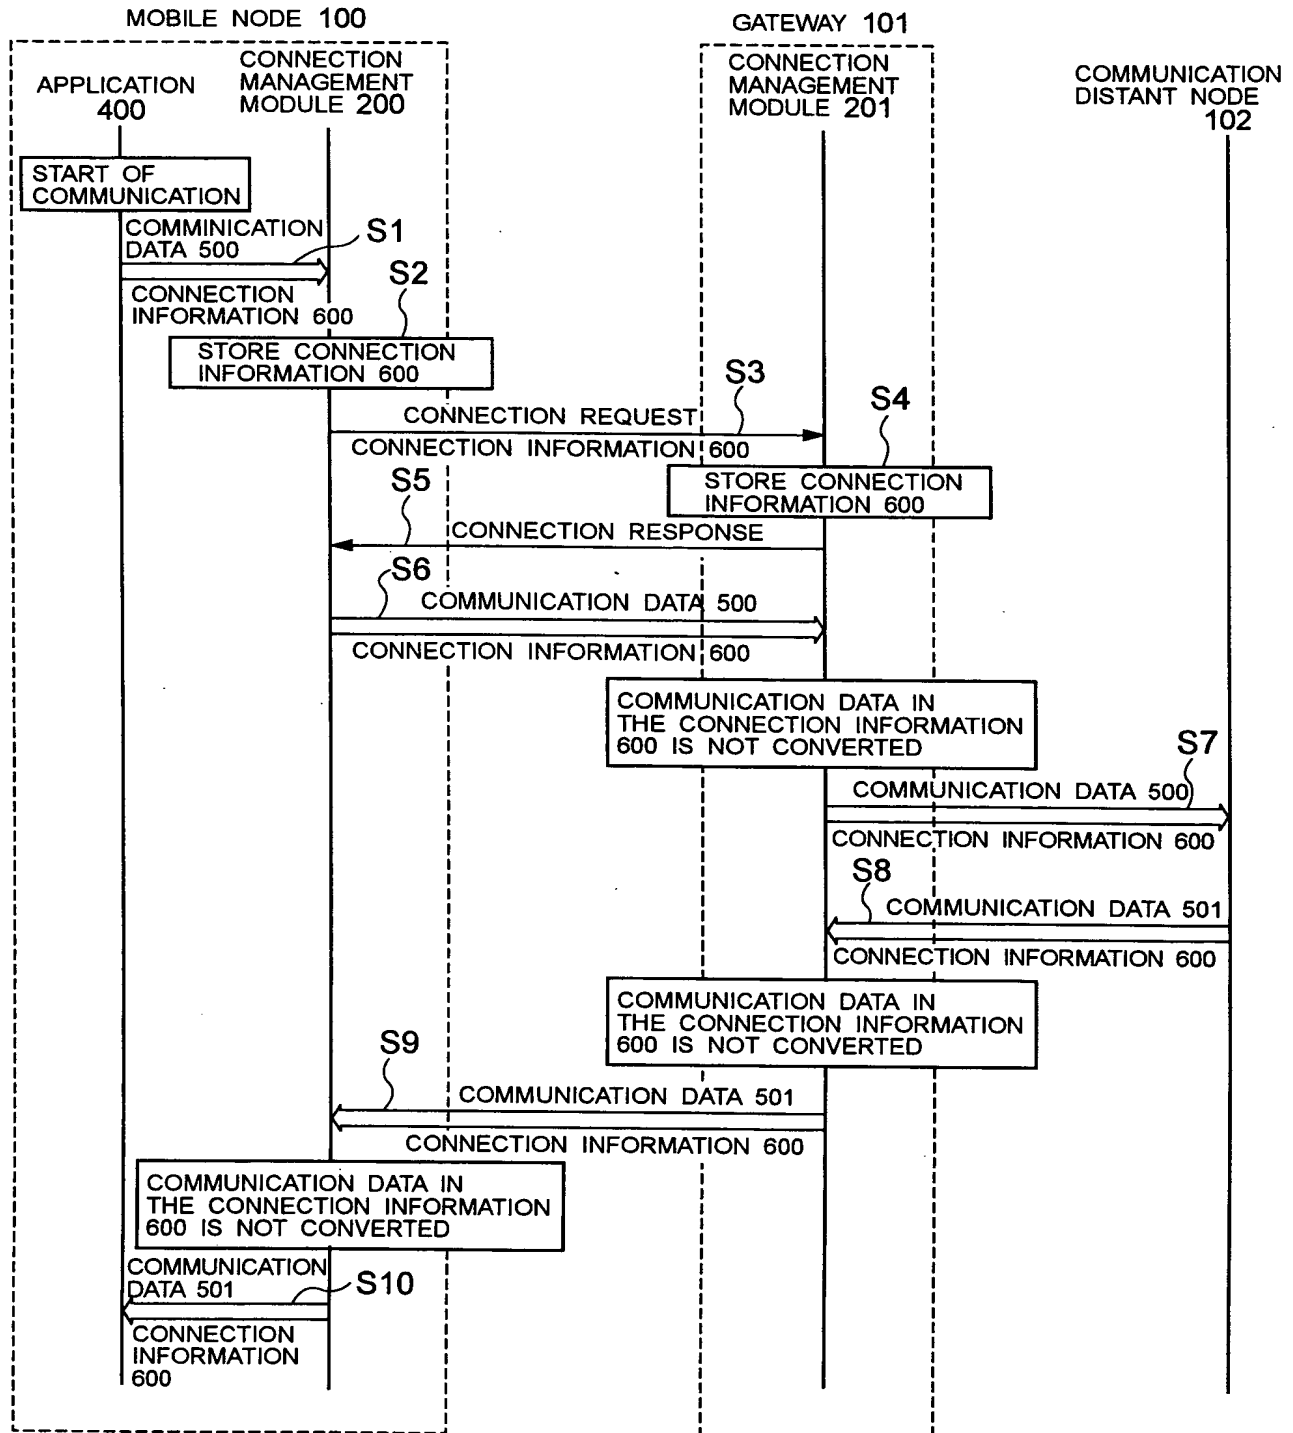 MOBILE NODE 100
GATEWAY 101
APPLICATION
400
CONNECTION
MANAGEMENT
MODULE 200
CONNECTION
MANAGEMENT
MODULE 201
COMMUNICATION
DISTANT NODE
102
START OF
COMMUNICATION
COMMINICATION
DATA 500
S1
CONNECTION
INFORMATION 600
S2
STORE CONNECTION
INFORMATION 600
S3
CONNECTION REQUEST
CONNECTION INFORMATION 600
S4
STORE CONNECTION
INFORMATION 600
S5
CONNECTION RESPONSE
S6
COMMUNICATION DATA 500
CONNECTION INFORMATION 600
COMMUNICATION DATA IN
THE CONNECTION INFORMATION
600 IS NOT CONVERTED
S7
COMMUNICATION DATA 500
CONNECTION INFORMATION 600
S8
COMMUNICATION DATA 501
CONNECTION INFORMATION 600
COMMUNICATION DATA IN
THE CONNECTION INFORMATION
600 IS NOT CONVERTED
S9
COMMUNICATION DATA 501
CONNECTION INFORMATION 600
COMMUNICATION DATA IN
THE CONNECTION INFORMATION
600 IS NOT CONVERTED
COMMUNICATION
DATA 501
S10
CONNECTION
INFORMATION
600